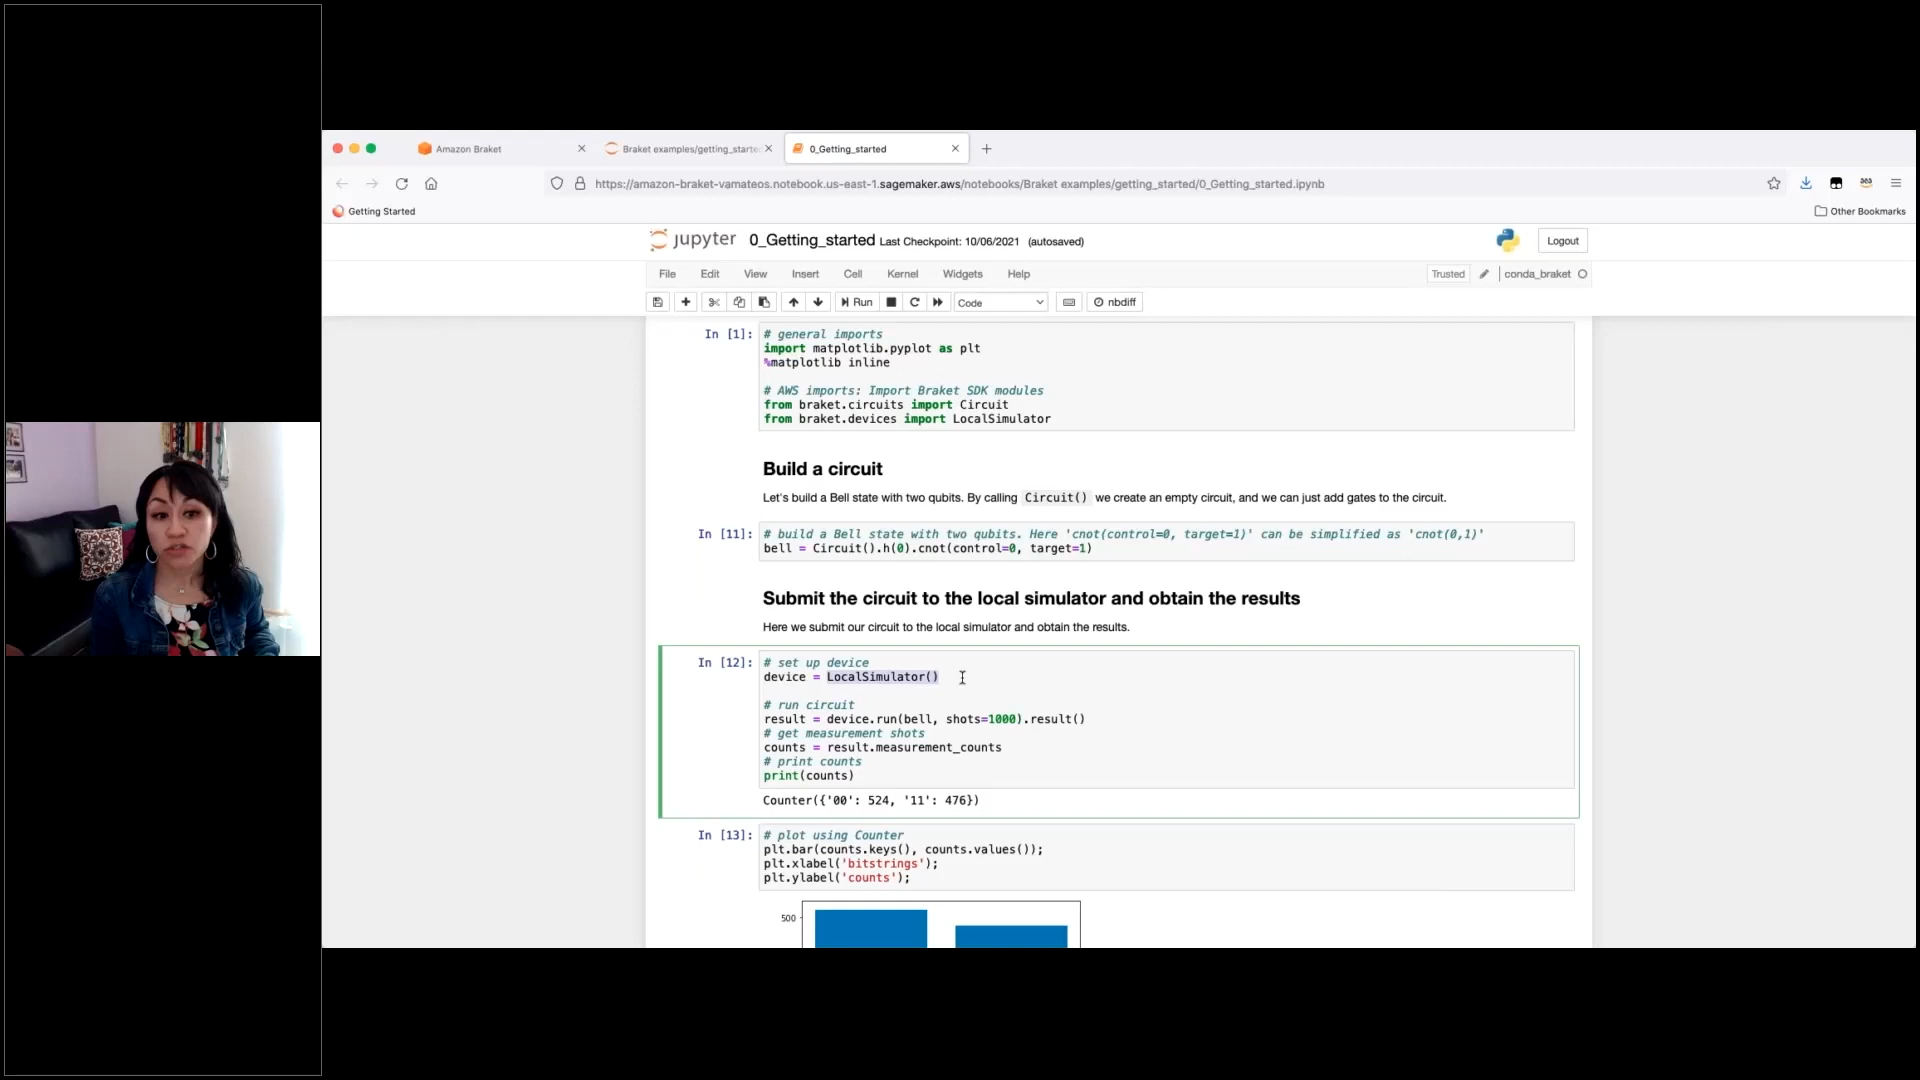 Amazon Braket
Braket examples/getting_starte
0_Getting_started
https://amazon-braket-vamateos.notebook.us-east-1.sagemaker.aws/notebooks/Braket examples/getting_started/0_Getting_started.ipynb
Getting Started
Other Bookmarks
jupyter 0_Getting_started Last Checkpoint: 10/06/2021 (autosaved)
Logout
File Edit View Insert Cell Kernel Widgets Help
Trusted
conda_braket
Run
Code
nbdiff
In [1]: # general imports
import matplotlib.pyplot as plt
%matplotlib inline
# AWS imports: Import Braket SDK modules
from braket.circuits import Circuit
from braket.devices import LocalSimulator
Build a circuit
Let's build a Bell state with two qubits. By calling Circuit() we create an empty circuit, and we can just add gates to the circuit.
In [11]: # build a Bell state with two qubits. Here 'cnot(control=0, target=1)' can be simplified as 'cnot(0,1)'
bell = Circuit().h(0).cnot(control=0, target=1)
Submit the circuit to the local simulator and obtain the results
Here we submit our circuit to the local simulator and obtain the results.
In [12]: # set up device
device = LocalSimulator()
# run circuit
result = device.run(bell, shots=1000).result()
# get measurement shots
counts = result.measurement_counts
# print counts
print(counts)
Counter({'00': 524, '11': 476})
In [13]: # plot using Counter
plt.bar(counts.keys(), counts.values());
plt.xlabel('bitstrings');
plt.ylabel('counts');
500